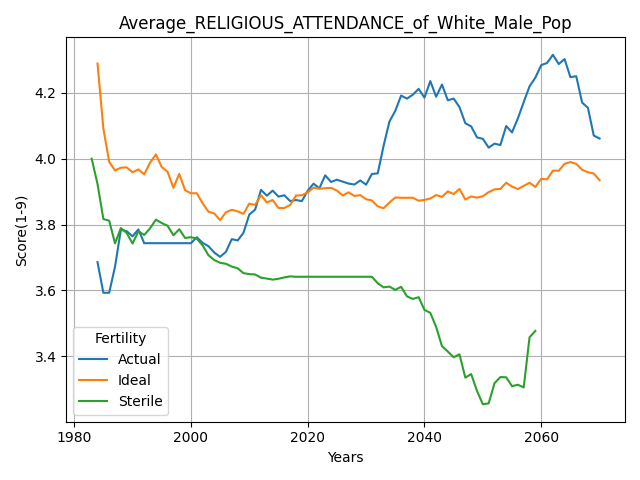 Average_RELIGIOUS_ATTENDANCE_of_White_Male_Pop
Score(1-9)
4.2
4.0
3.8
3.6
3.4
Fertility
Actual
Ideal
Sterile
1980
2000
2020
2040
2060
Years